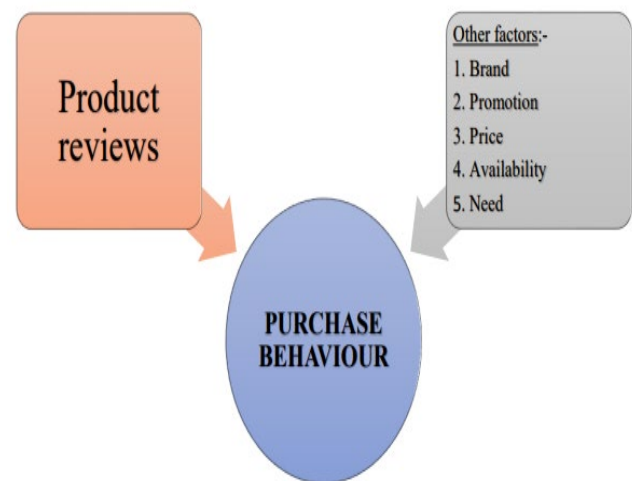 Product
reviews
Other factors:-
1. Brand
2. Promotion
3. Price
4. Availability
5. Need
PURCHASE
BEHAVIOUR